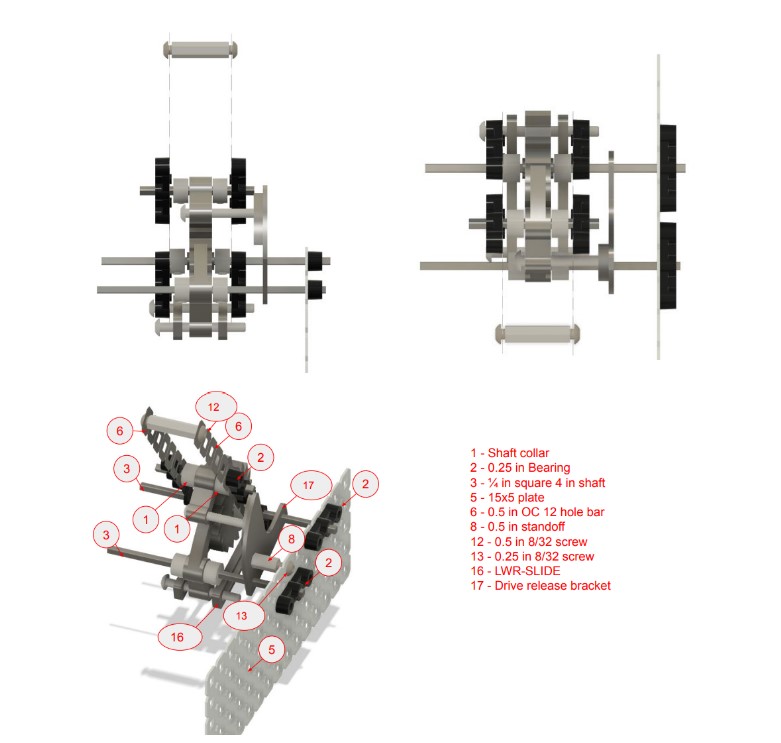 12
6
6
3
2
17
2
1
1
8
3
2
13
16
5
1 - Shaft collar
2 - 0.25 in Bearing
3 - ¼ in square 4 in shaft
5 - 15x5 plate
6 - 0.5 in OC 12 hole bar
8 - 0.5 in standoff
12 - 0.5 in 8/32 screw
13 - 0.25 in 8/32 screw
16 - LWR-SLIDE
17 - Drive release bracket